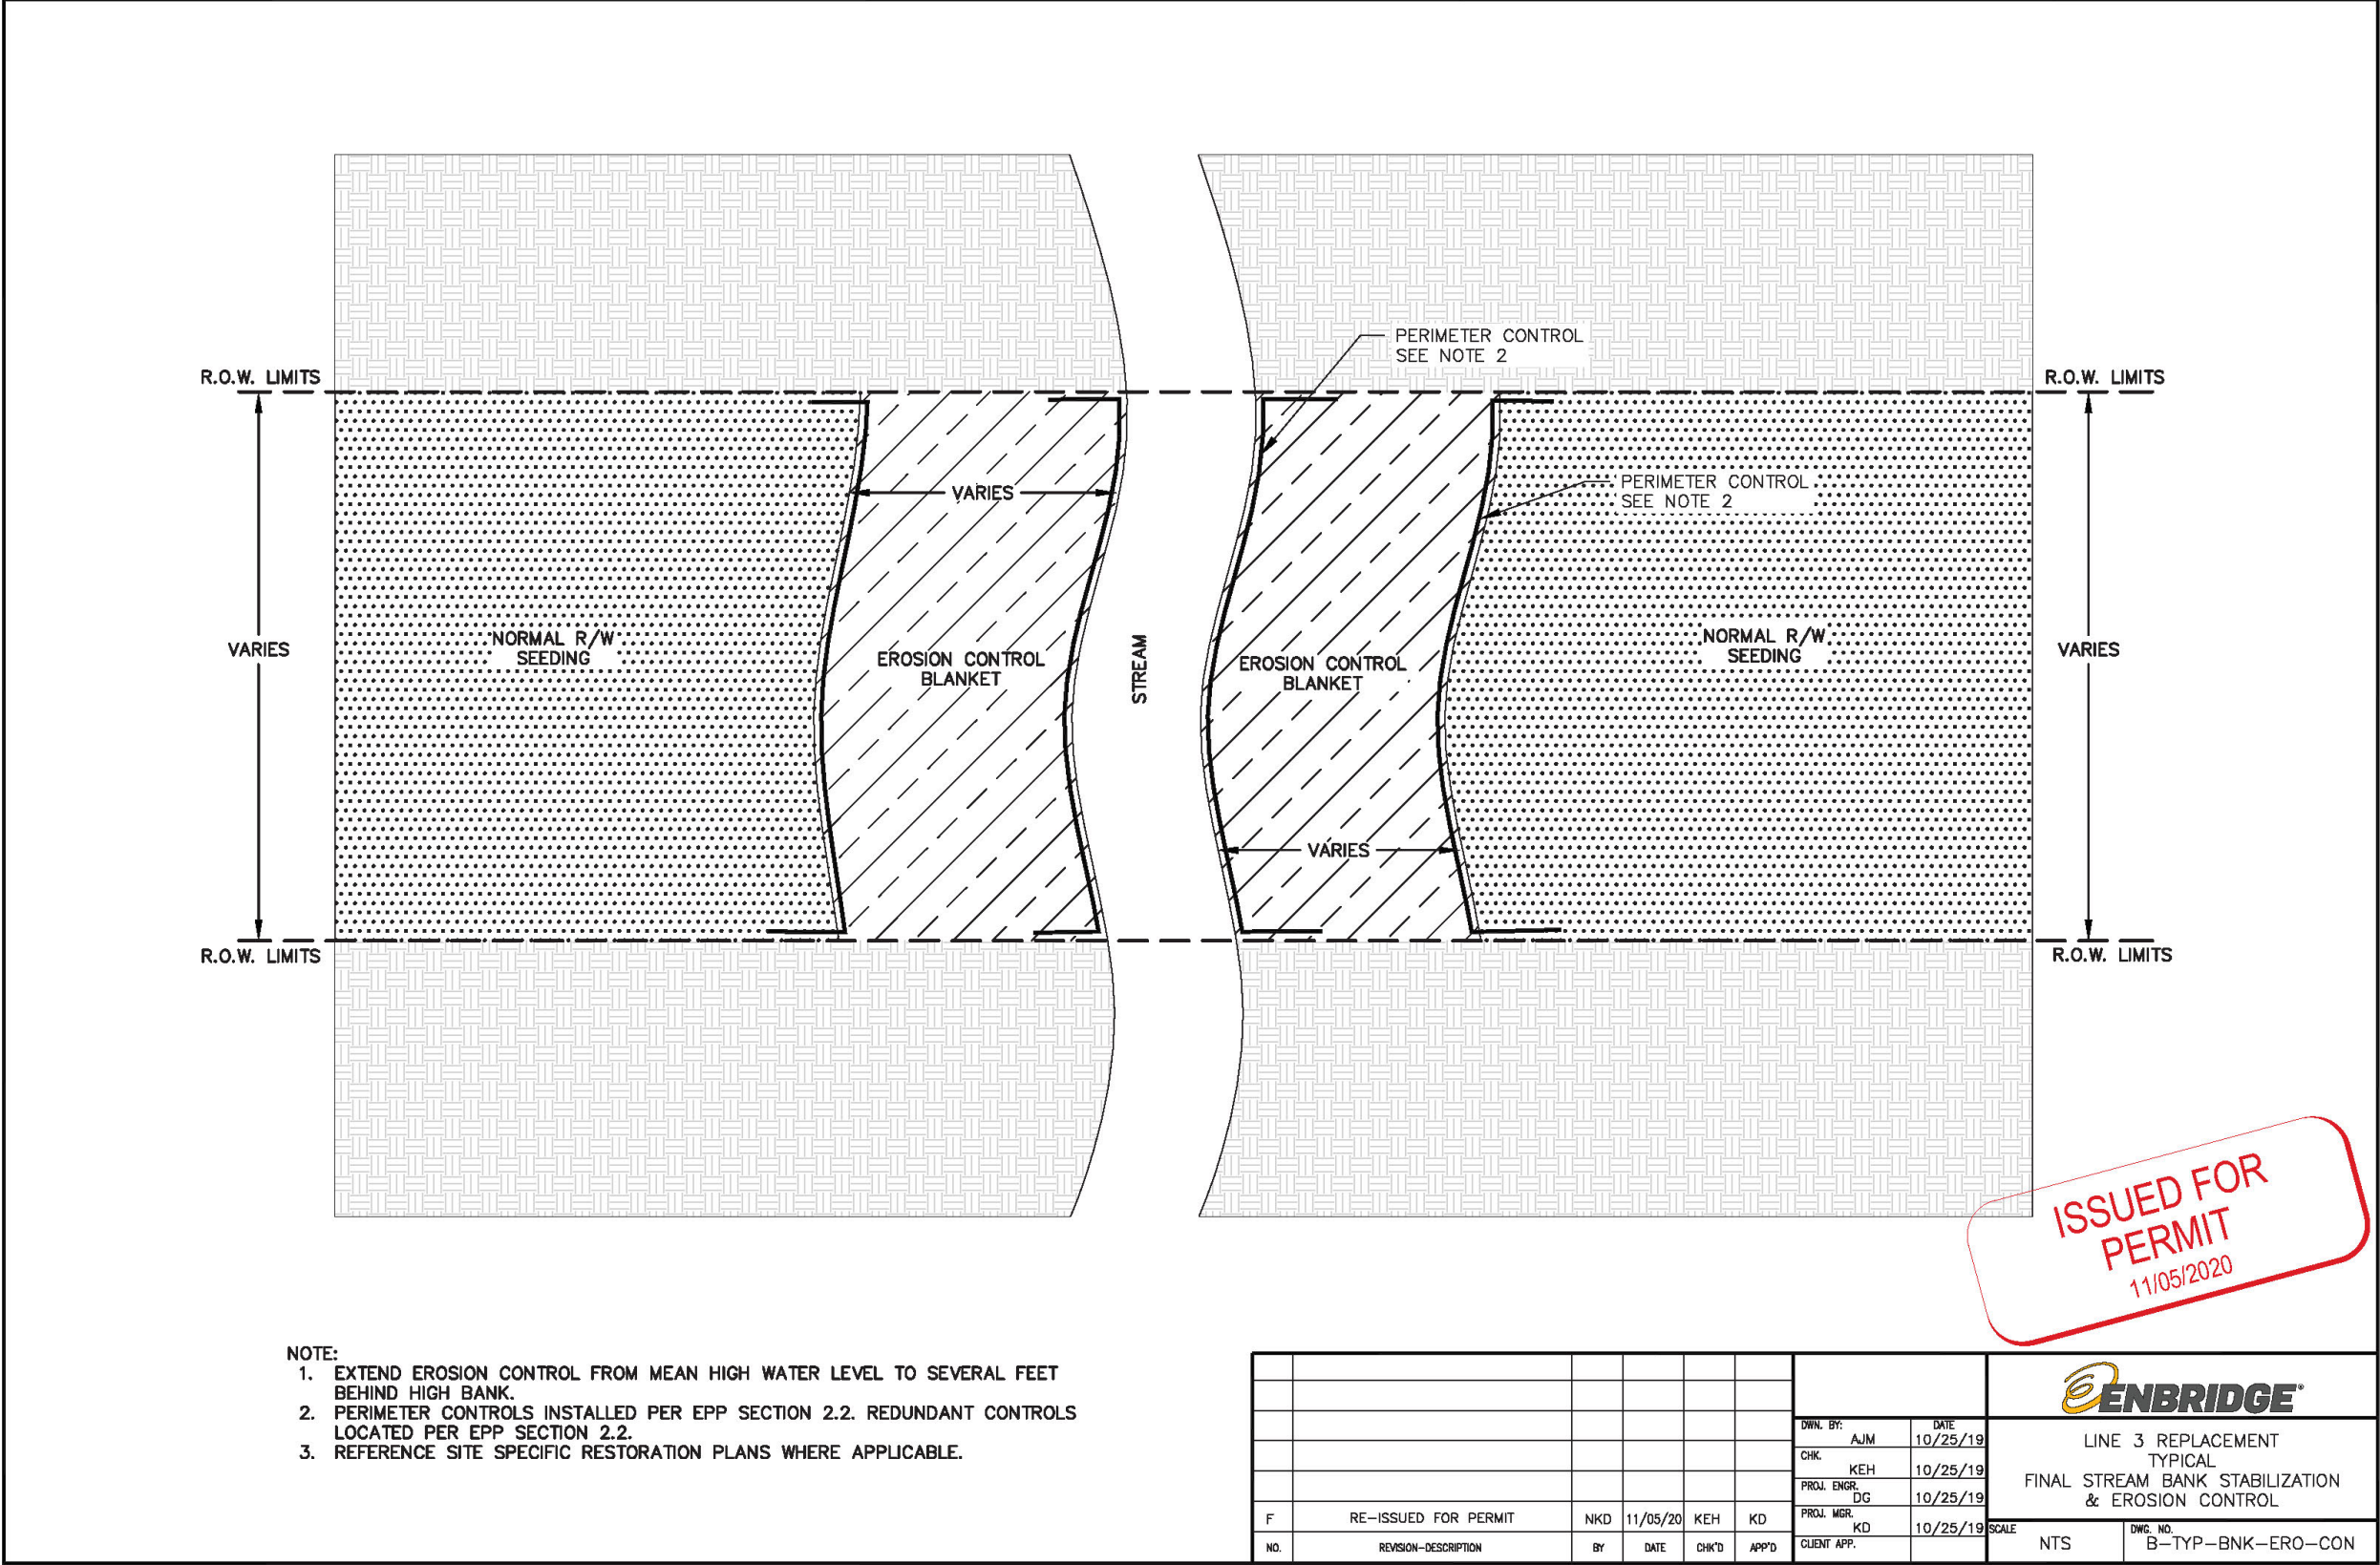 PERIMETER CONTROL
SEE NOTE 2
R.O.W. LIMITS
R.O.W. LIMITS
PERIMETER CONTROL
SEE NOTE 2
VARIES
VARIES
NORMAL R/W
SEEDING
EROSION CONTROL
BLANKET
STREAM
EROSION CONTROL
BLANKET
NORMAL R/W
SEEDING
VARIES
VARIES
R.O.W. LIMITS
R.O.W. LIMITS
ISSUED FOR
PERMIT
11/05/2020
NOTE:
1. EXTEND EROSION CONTROL FROM MEAN HIGH WATER LEVEL TO SEVERAL FEET
BEHIND HIGH BANK.
2. PERIMETER CONTROLS INSTALLED PER EPP SECTION 2.2. REDUNDANT CONTROLS
LOCATED PER EPP SECTION 2.2.
3. REFERENCE SITE SPECIFIC RESTORATION PLANS WHERE APPLICABLE.
F RE-ISSUED FOR PERMIT NKD 11/05/20 KEH KD
NO. REVISION-DESCRIPTION BY DATE CHK'D APP'D
DWN. BY: DATE
AJM 10/25/19
CHK.
KEH 10/25/19
PROJ. ENGR.
DG 10/25/19
PROJ. MGR.
KD 10/25/19
CLIENT APP.
ENBRIDGE®
LINE 3 REPLACEMENT
TYPICAL
FINAL STREAM BANK STABILIZATION
& EROSION CONTROL
SCALE
NTS
DWG. NO.
B-TYP-BNK-ERO-CON
VARIES